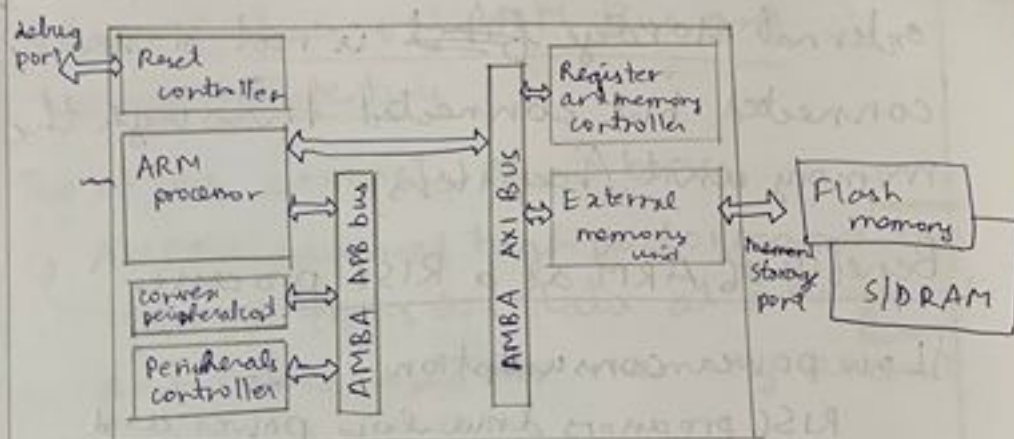 debug
port
Reset
controller
ARM
processor
peripheral
Peripherals
controller
AMBA APB bus
AMBA AXI BUS
Register
and memory
controller
External
memory
unit
memory
storage
port
Flash
memory
S/DRAM